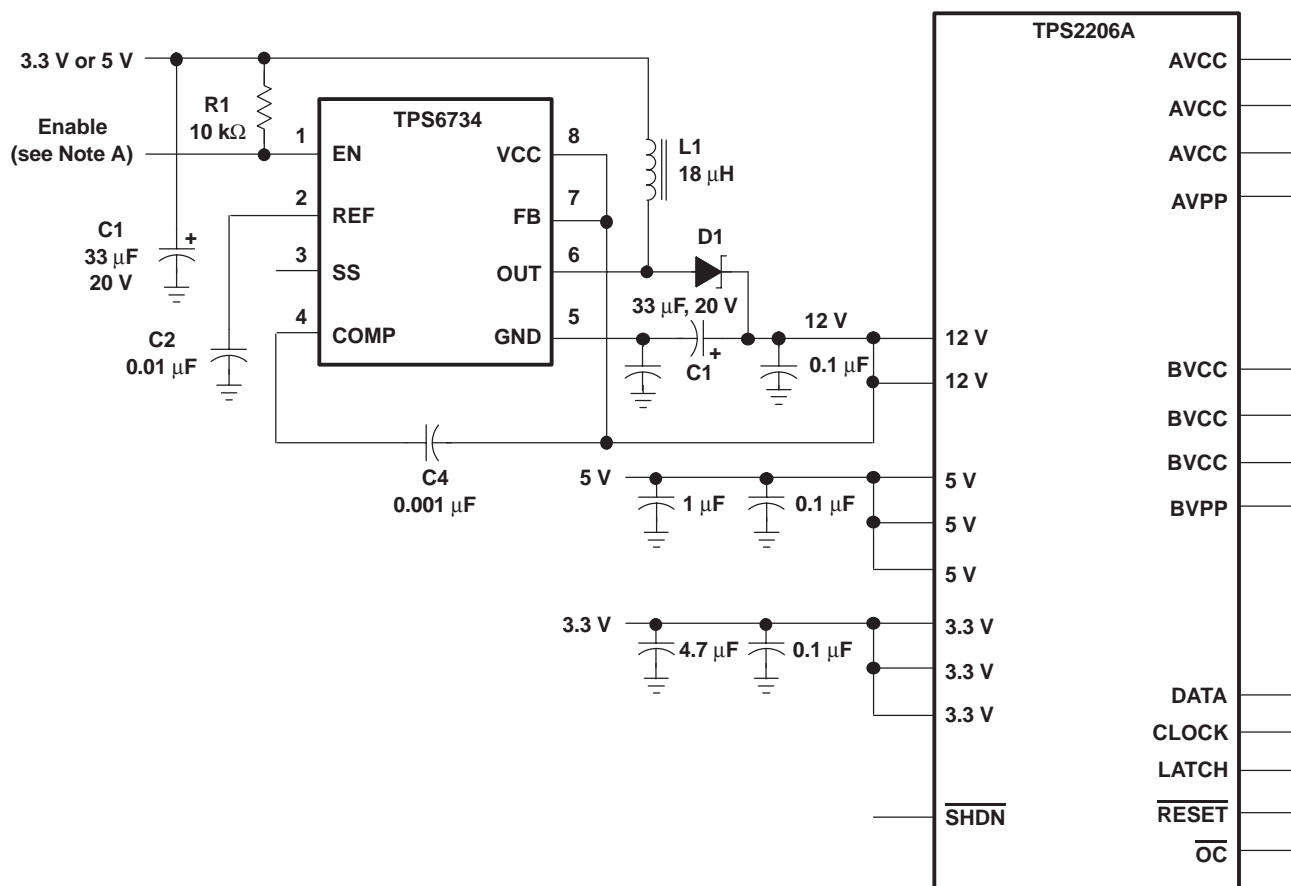 TPS2206A
3.3 V or 5 V
AVCC
R1
10 kΩ
TPS6734
AVCC
Enable
(see Note A)
1
EN
8
VCC
L1
18 μH
AVCC
2
REF
7
FB
AVPP
C1
33 μF
20 V
+
3
SS
6
OUT
D1
33 μF, 20 V
4
COMP
5
GND
12 V
12 V
C2
0.01 μF
+
C1
0.1 μF
12 V
BVCC
BVCC
C4
0.001 μF
BVCC
5 V
1 μF
0.1 μF
5 V
BVPP
5 V
5 V
3.3 V
4.7 μF
0.1 μF
3.3 V
3.3 V
3.3 V
DATA
CLOCK
LATCH
SHDN
RESET
OC